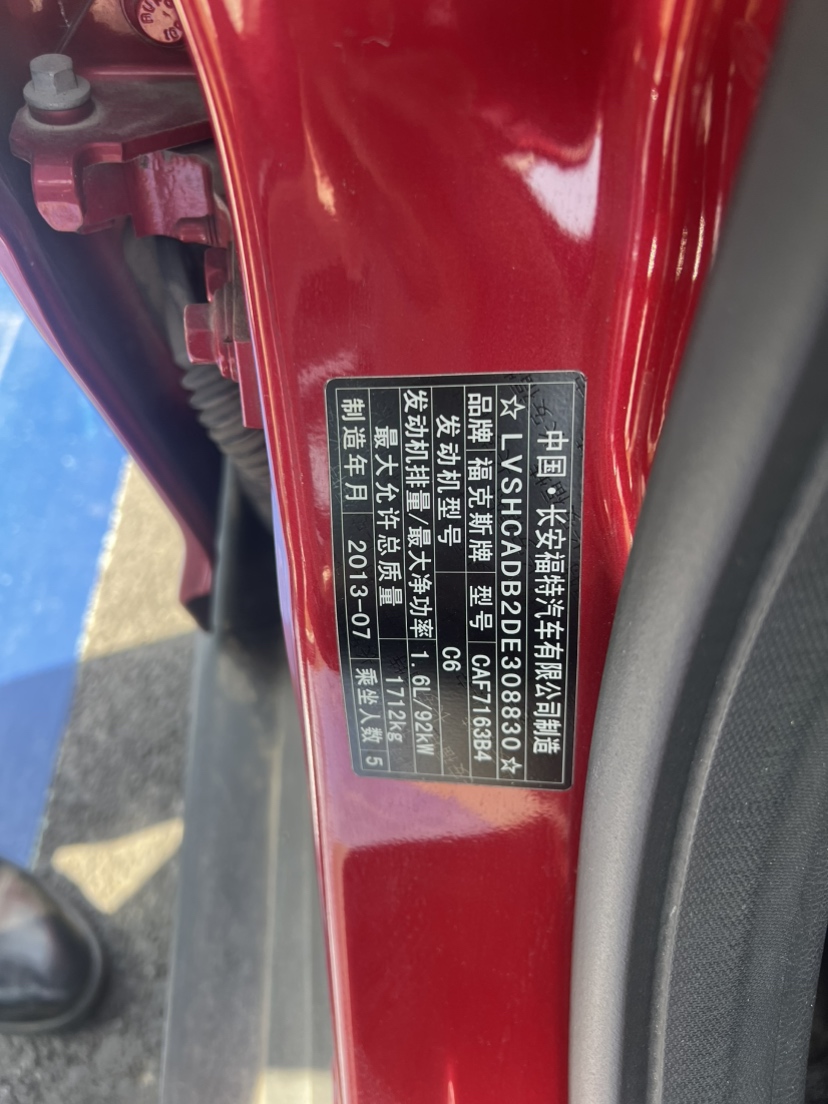 中国·长安福特汽车有限公司制造
☆LVSHCADB2DE308830☆
品牌 福克斯牌 型号 CAF7163B4
发动机型号 C6
发动机排量/最大净功率 1.6L/92kW
最大允许总质量 1712kg
制造年月 2013-07 乘坐人数 5